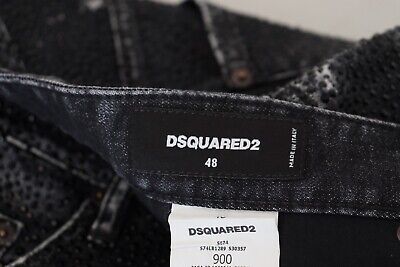 DSQUARED2
48
MADE IN ITALY
DSQUARED2
S74LB1289 S30357
900